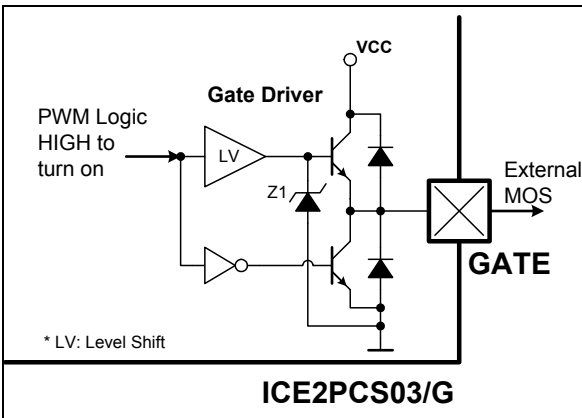 VCC
Gate Driver
PWM Logic
HIGH to
turn on
LV
External
MOS
Z1
GATE
* LV: Level Shift
ICE2PCS03/G